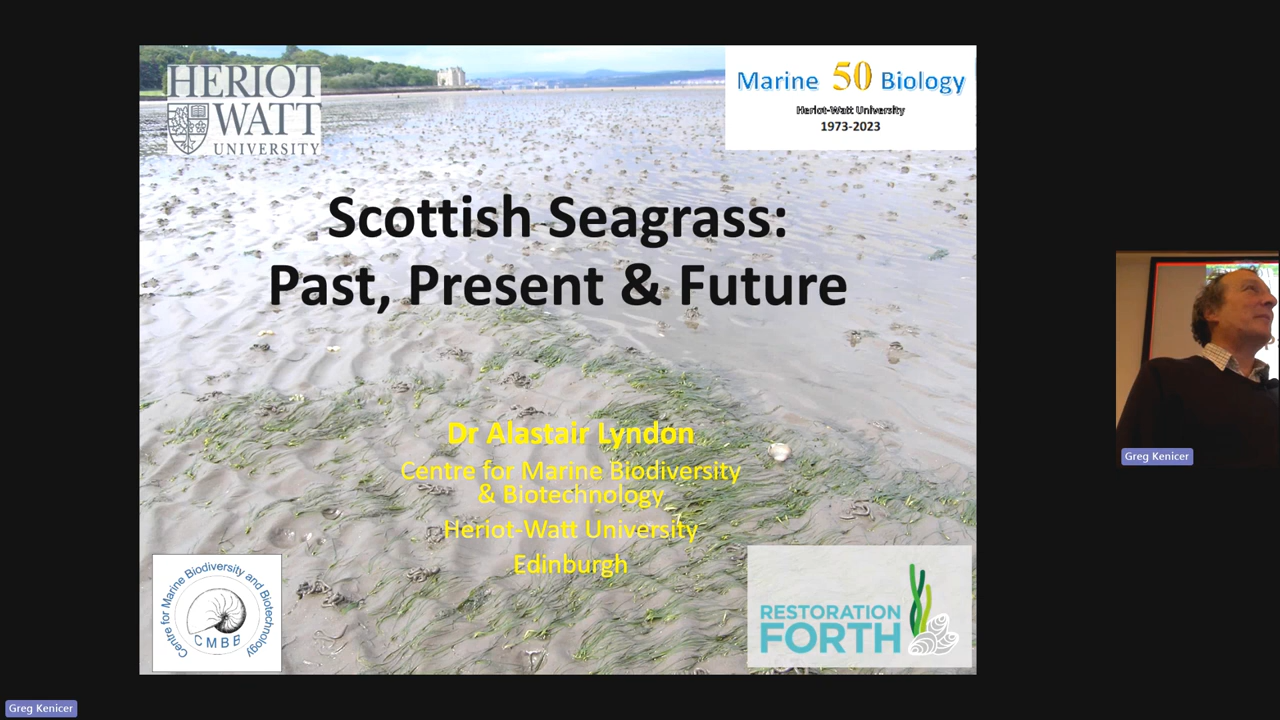 HERIOT
WATT
UNIVERSITY
Marine 50 Biology
Heriot-Watt University
1973-2023
Scottish Seagrass:
Past, Present & Future
Dr Alastair Lyndon
Centre for Marine Biodiversity
& Biotechnology
Heriot-Watt University
Edinburgh
Centre for Marine Biodiversity and Biotechnology
CMBB
RESTORATION
FORTH
Greg Kenicer
Greg Kenicer